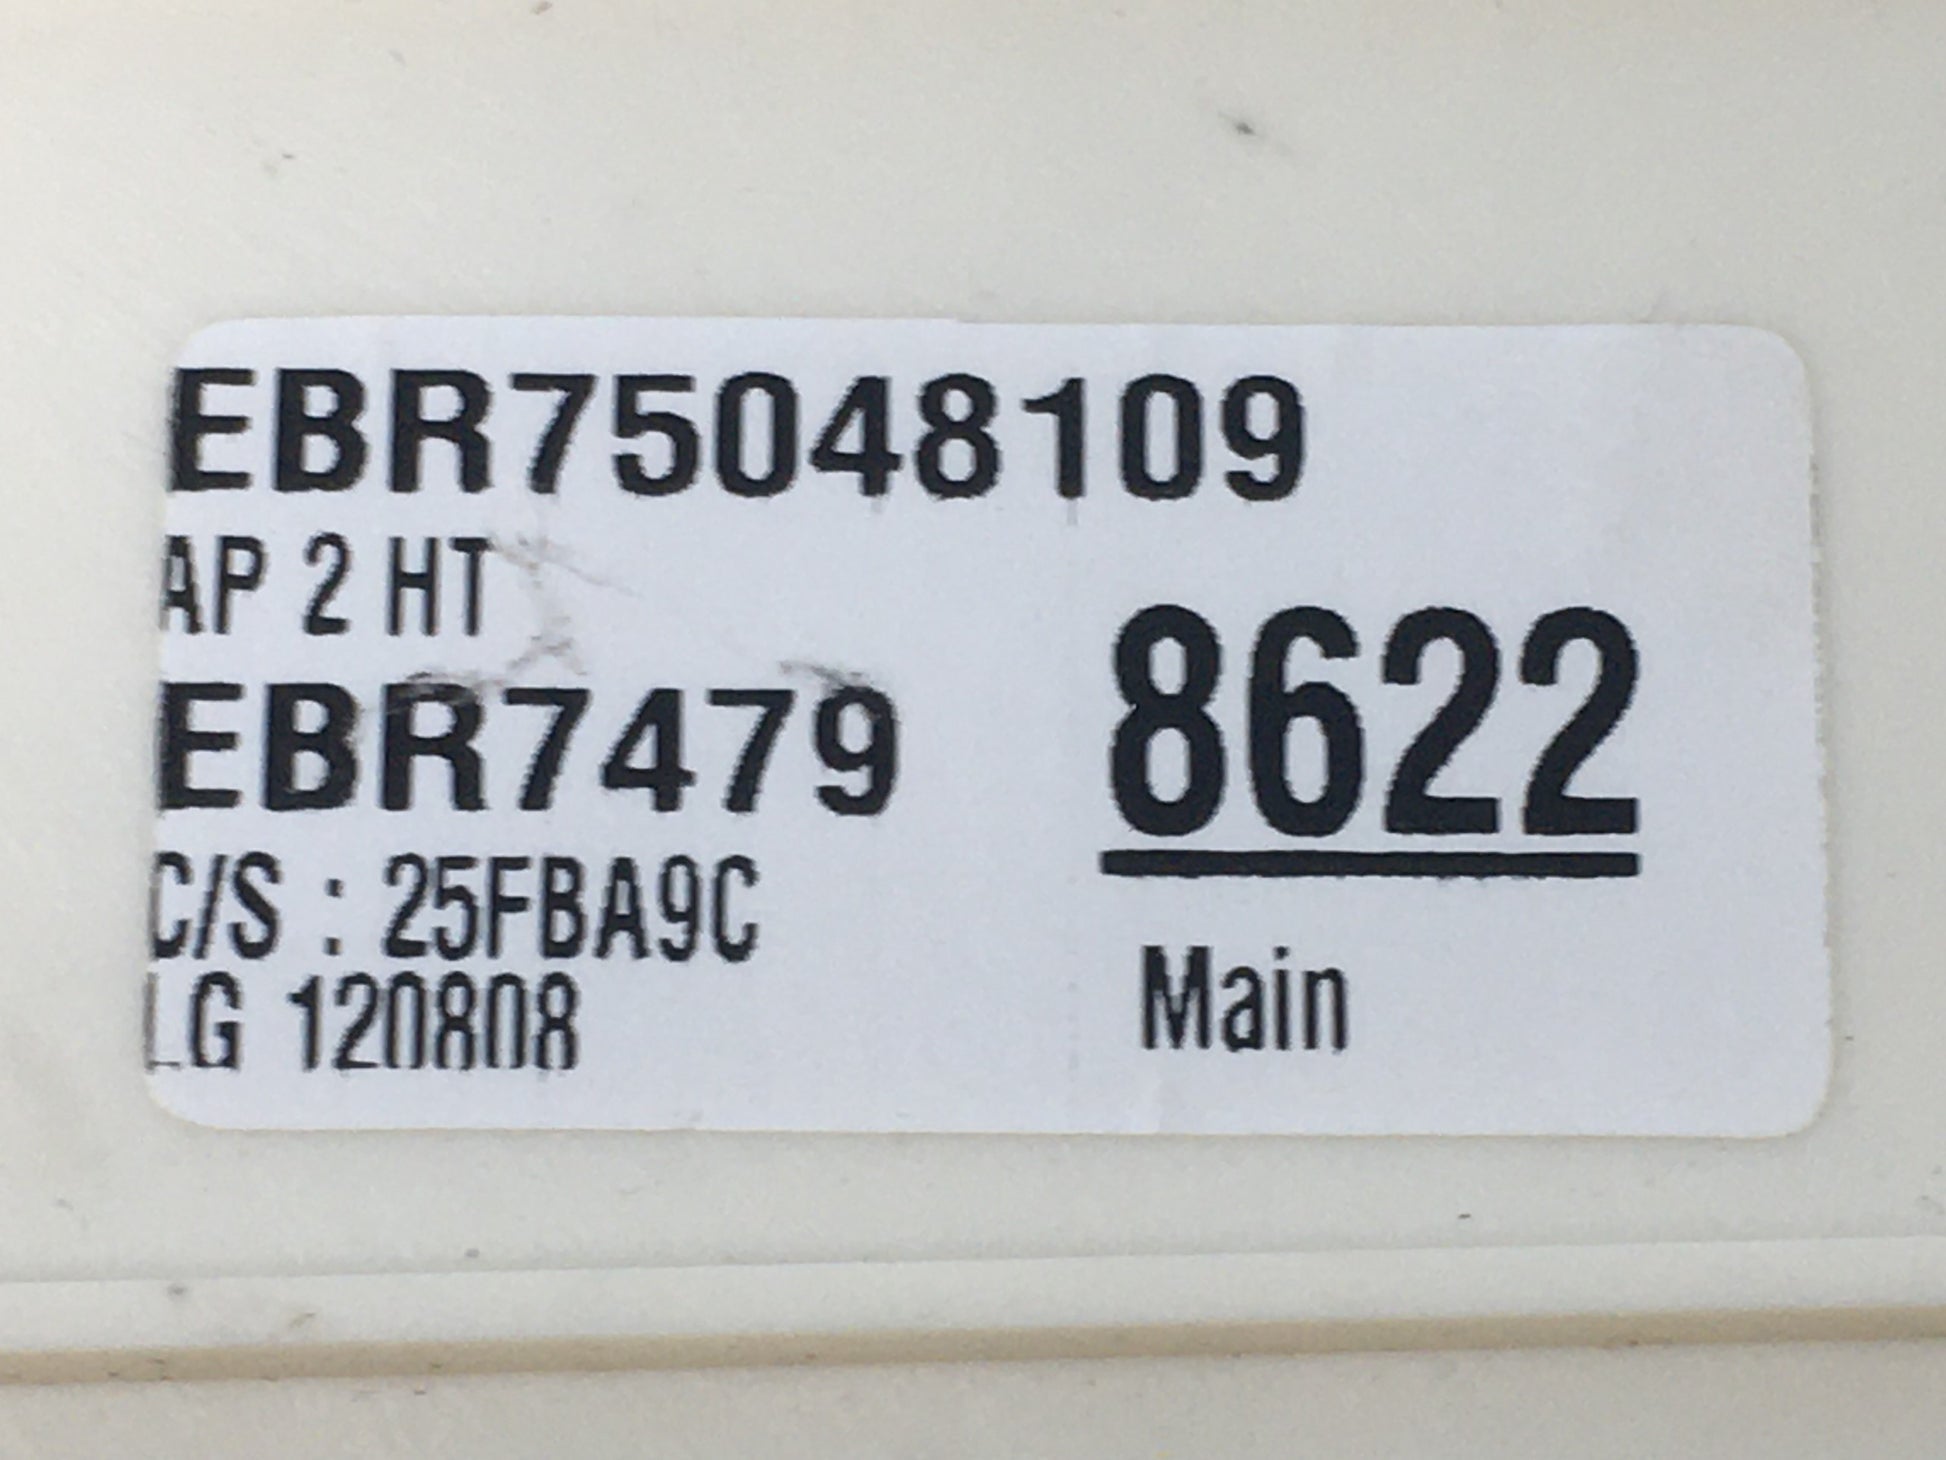 EBR75048109
AP 2 HT
EBR7479
8622
C/S : 25FBA9C
LG 120808
Main